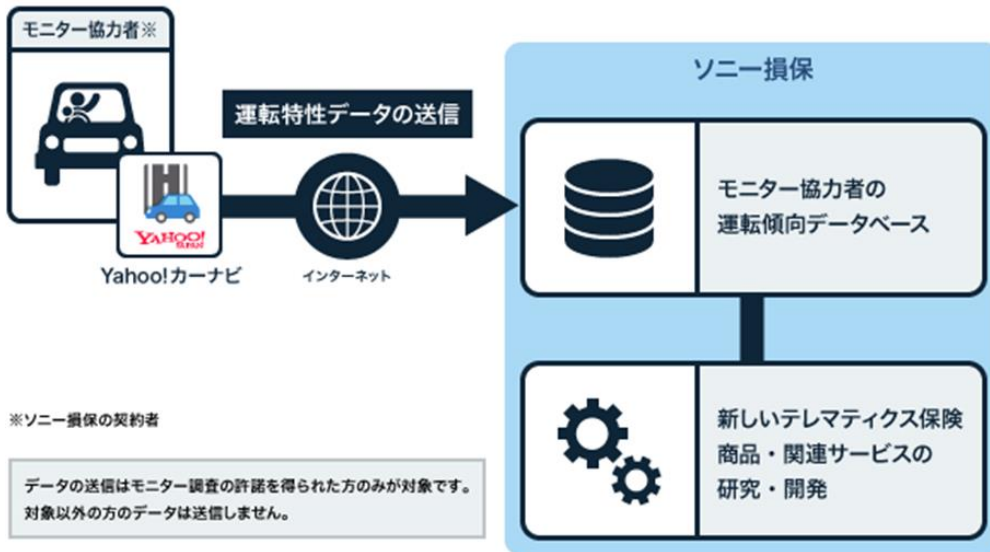 モニター協力者※
運転特性データの送信
YAHOO!
JAPAN
Yahoo!カーナビ
インターネット
ソニー損保
モニター協力者の
運転傾向データベース
新しいテレマティクス保険
商品・関連サービスの
研究・開発
※ソニー損保の契約者
データの送信はモニター調査の許諾を得られた方のみが対象です。
対象以外の方のデータは送信しません。